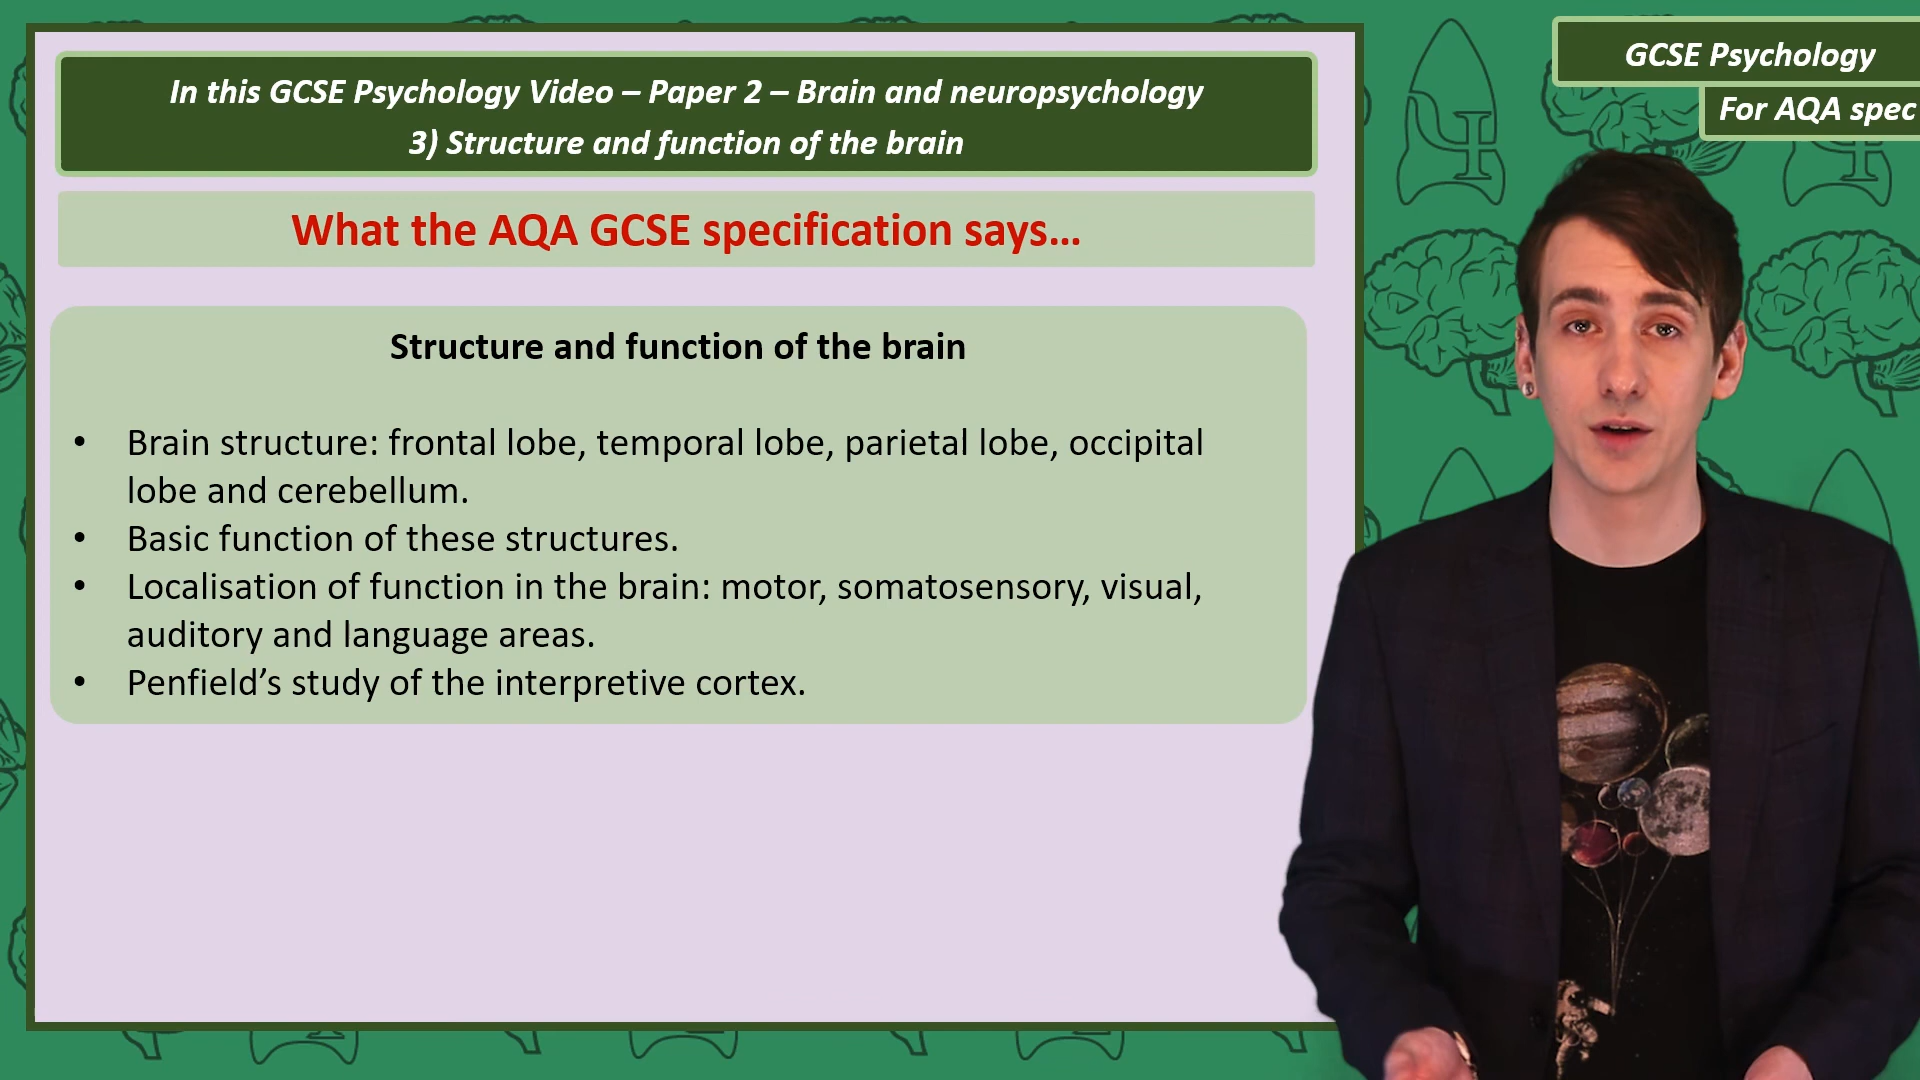 In this GCSE Psychology Video – Paper 2 – Brain and neuropsychology
3) Structure and function of the brain
What the AQA GCSE specification says...
Structure and function of the brain
• Brain structure: frontal lobe, temporal lobe, parietal lobe, occipital
lobe and cerebellum.
• Basic function of these structures.
• Localisation of function in the brain: motor, somatosensory, visual,
auditory and language areas.
• Penfield’s study of the interpretive cortex.
GCSE Psychology
For AQA spec